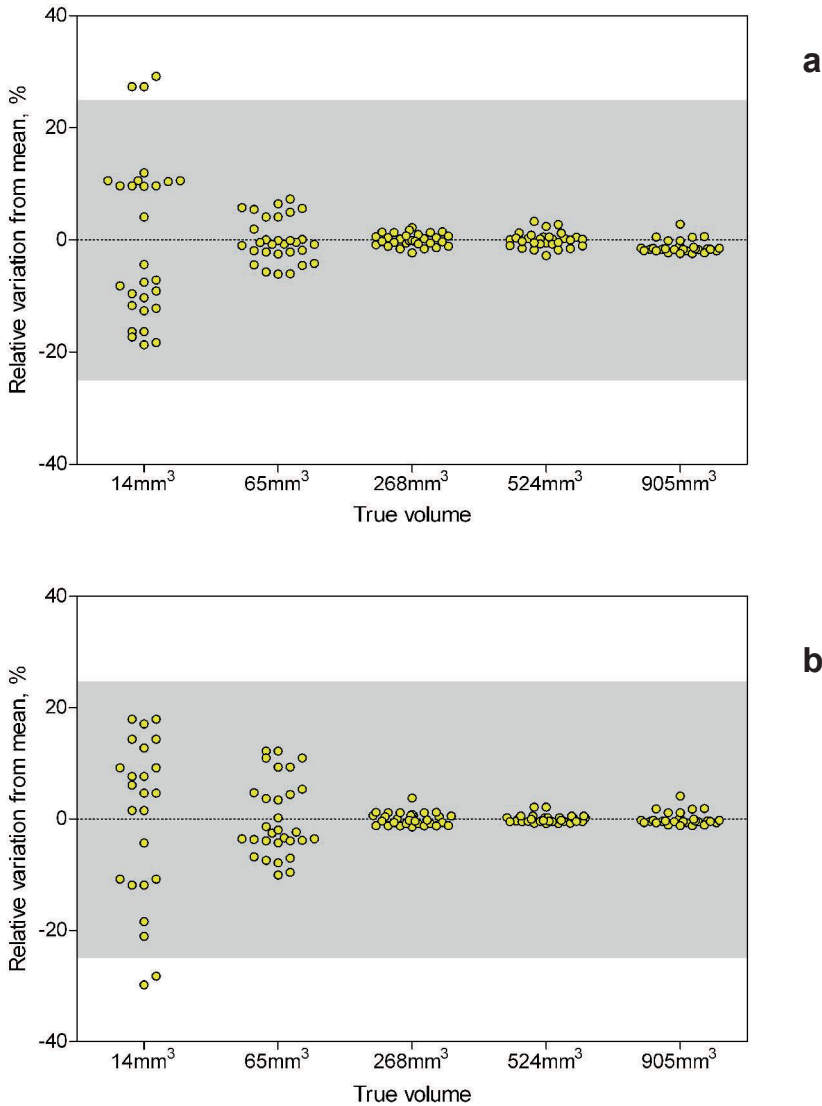 a
Relative variation from mean, %
40
20
0
-20
-40
14mm³ 65mm³ 268mm³ 524mm³ 905mm³
True volume
b
Relative variation from mean, %
40
20
0
-20
-40
14mm³ 65mm³ 268mm³ 524mm³ 905mm³
True volume